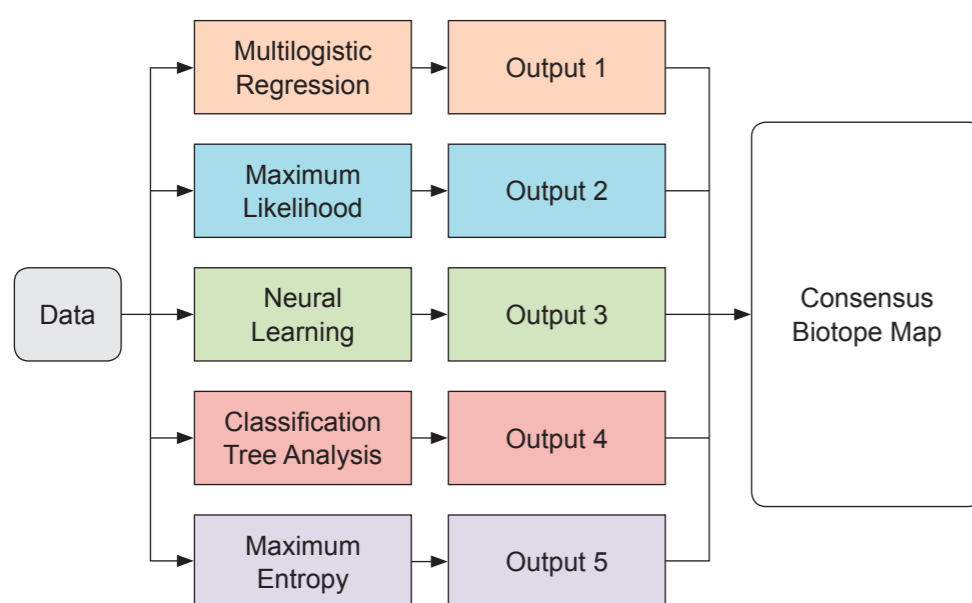 Multilogistic
Regression
Output 1
Maximum
Likelihood
Output 2
Data
Neural
Learning
Output 3
Consensus
Biotope Map
Classification
Tree Analysis
Output 4
Maximum
Entropy
Output 5